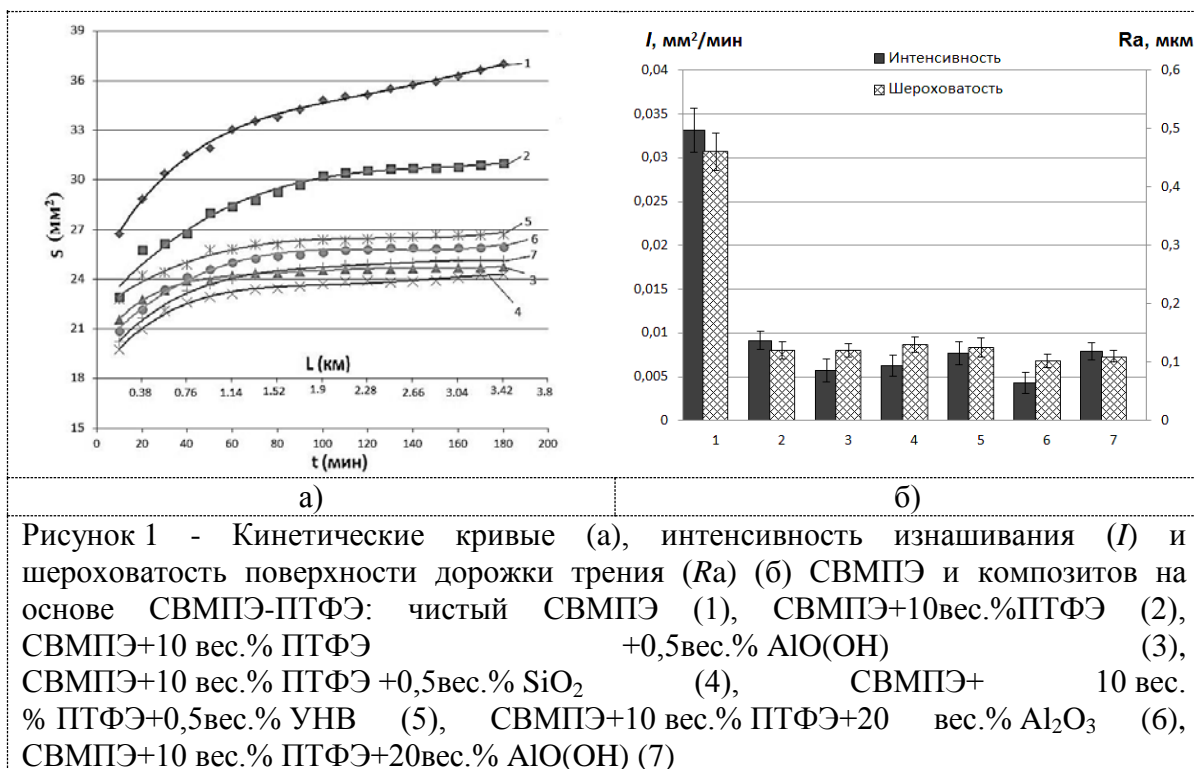 39
36
33
30
27
24
21
18
15
S (мм²)
1
2
5
6
7
3
4
L (км)
0.38 0.76 1.14 1.52 1.9 2.28 2.66 3.04 3.42 3.8
0 20 40 60 80 100 120 140 160 180 200
t (мин)
I, мм²/мин
Ra, мкм
Интенсивность
Шероховатость
0,04
0,035
0,03
0,025
0,02
0,015
0,01
0,005
0
0,6
0,5
0,4
0,3
0,2
0,1
0
1 2 3 4 5 6 7
а)
б)
Рисунок 1 - Кинетические кривые (а), интенсивность изнашивания (I) и
шероховатость поверхности дорожки трения (Ra) (б) СВМПЭ и композитов на
основе СВМПЭ-ПТФЭ: чистый СВМПЭ (1), СВМПЭ+10вес.%ПТФЭ (2),
СВМПЭ+10 вес.% ПТФЭ +0,5вес.% AlO(OH) (3),
СВМПЭ+10 вес.% ПТФЭ +0,5вес.% SiO₂ (4), СВМПЭ+ 10 вес.
% ПТФЭ+0,5вес.% УНВ (5), СВМПЭ+10 вес.% ПТФЭ+20 вес.% Al₂O₃ (6),
СВМПЭ+10 вес.% ПТФЭ+20вес.% AlO(OH) (7)